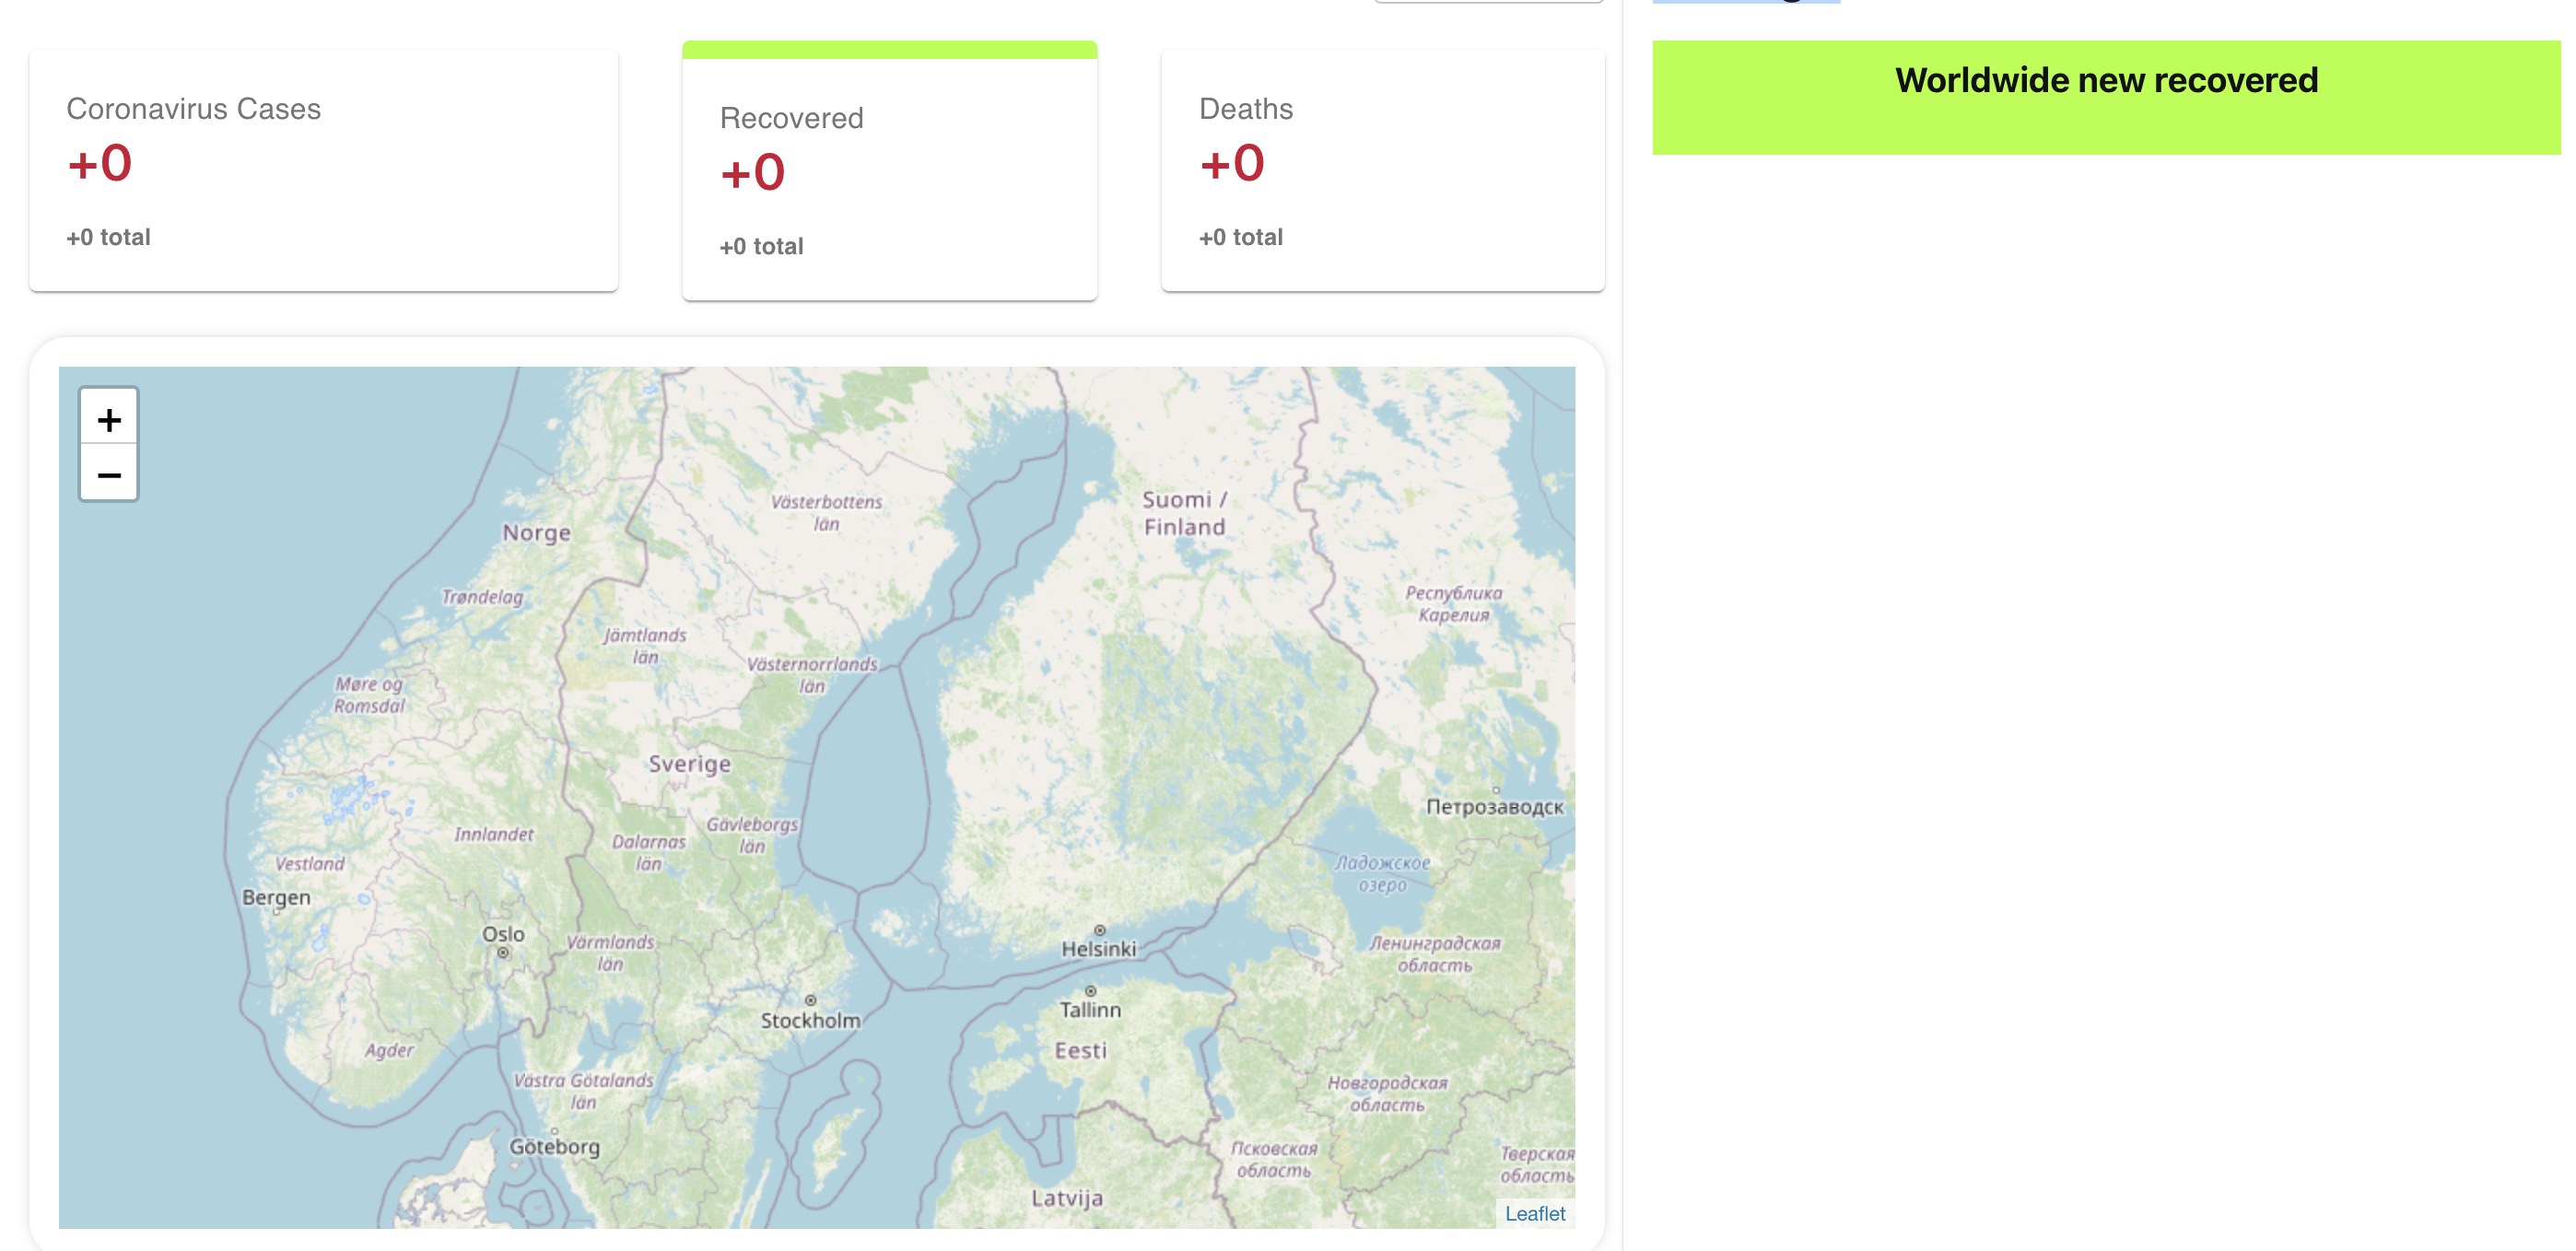 Coronavirus Cases
+0
+0 total
Recovered
+0
+0 total
Deaths
+0
+0 total
Worldwide new recovered
+
−
Norge
Västerbottens
län
Suomi /
Finland
Trøndelag
Республика
Карелия
Jämtlands
län
Västernorrlands
län
Møre og
Romsdal
Sverige
Петрозаводск
Innlandet
Dalarnas
län
Gävleborgs
län
Vestland
Ладожское
озеро
Bergen
Oslo
Värmlands
län
Helsinki
Ленинградская
область
Stockholm
Tallinn
Agder
Eesti
Västra Götalands
län
Новгородская
область
Göteborg
Псковская
область
Тверская
область
Latvija
Leaflet